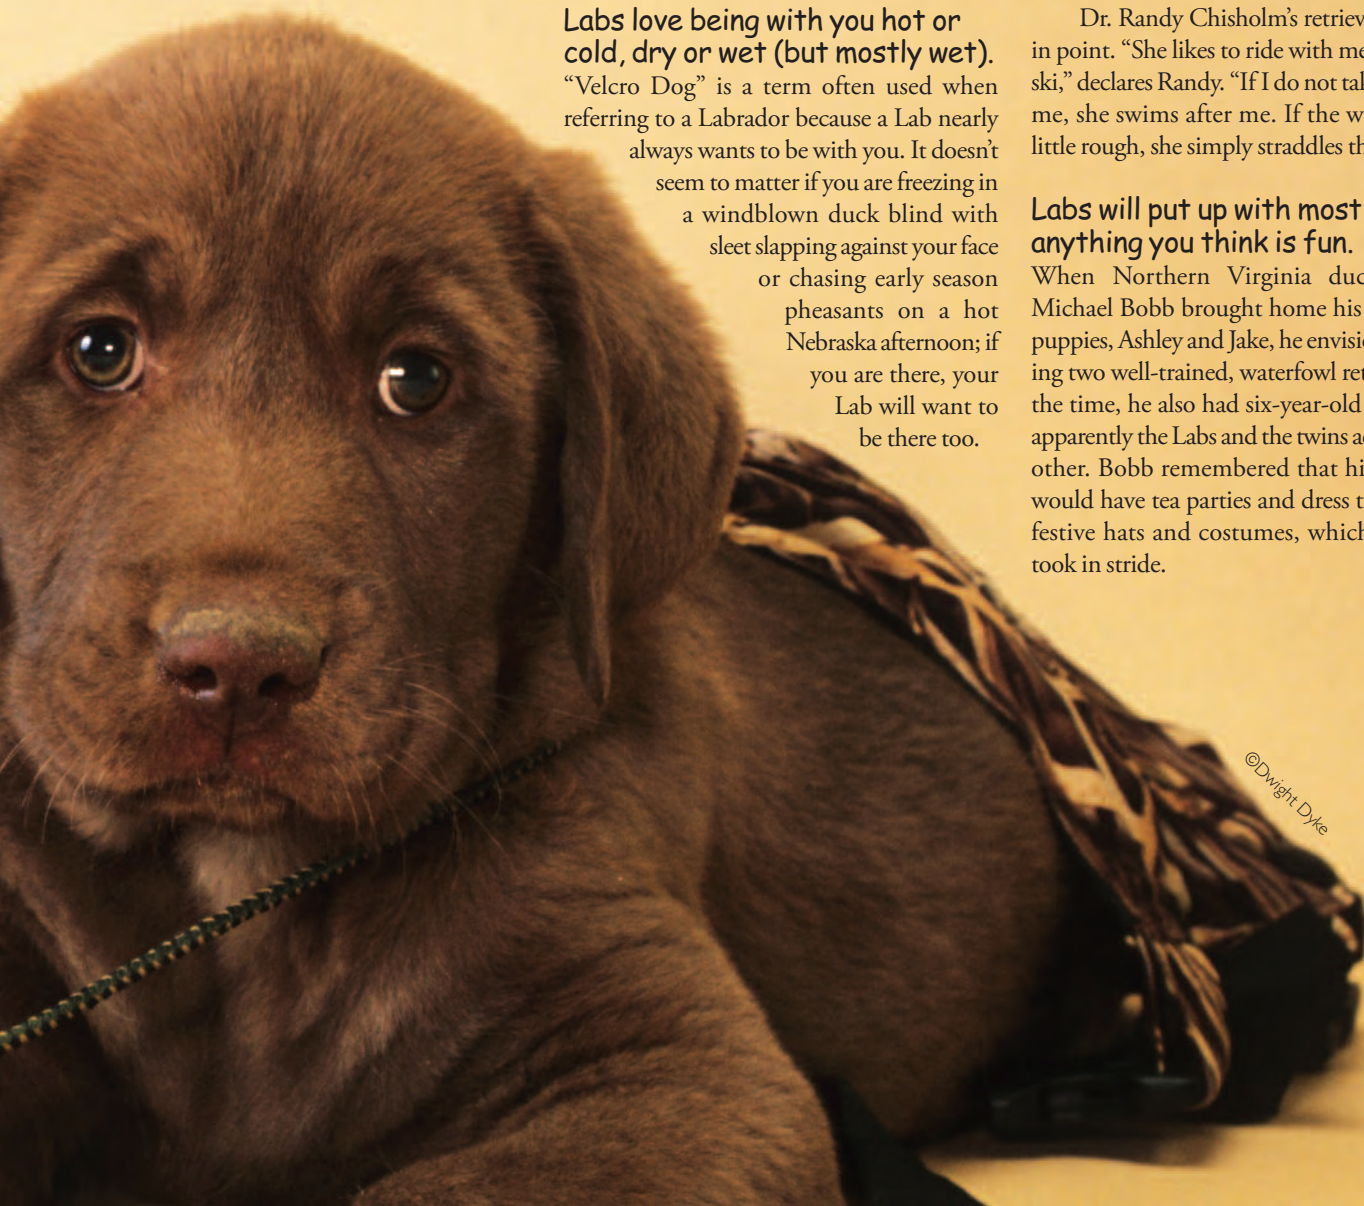 Labs love being with you hot or
cold, dry or wet (but mostly wet).
“Velcro Dog” is a term often used when
referring to a Labrador because a Lab nearly
always wants to be with you. It doesn’t
seem to matter if you are freezing in
a windblown duck blind with
sleet slapping against your face
or chasing early season
pheasants on a hot
Nebraska afternoon; if
you are there, your
Lab will want to
be there too.
Dr. Randy Chisholm’s retriev
in point. “She likes to ride with me
ski,” declares Randy. “If I do not tak
me, she swims after me. If the w
little rough, she simply straddles th
Labs will put up with most
anything you think is fun.
When Northern Virginia duc
Michael Bobb brought home his
puppies, Ashley and Jake, he envisi
ing two well-trained, waterfowl ret
the time, he also had six-year-old
apparently the Labs and the twins a
other. Bobb remembered that hi
would have tea parties and dress t
festive hats and costumes, which
took in stride.
©Dwight Dyke